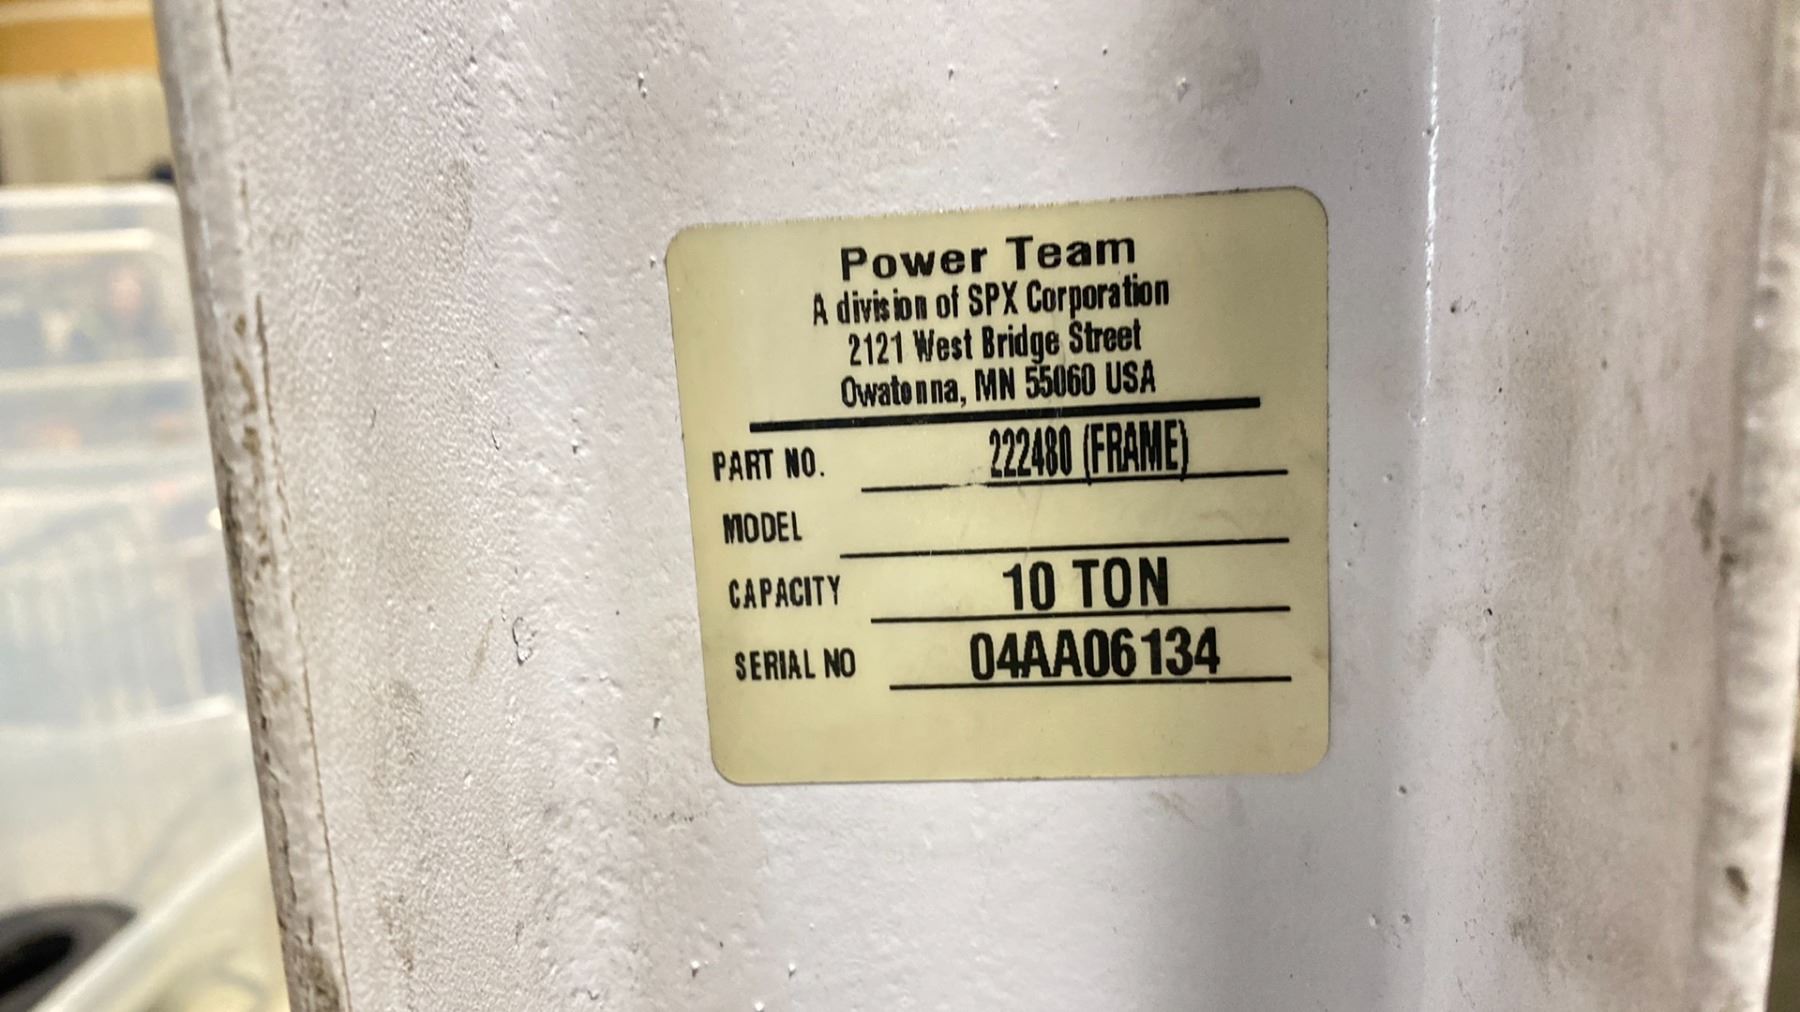 Power Team
A division of SPX Corporation
2121 West Bridge Street
Owatonna, MN 55060 USA
PART NO. 222480 (FRAME)
MODEL
CAPACITY 10 TON
SERIAL NO 04AA06134